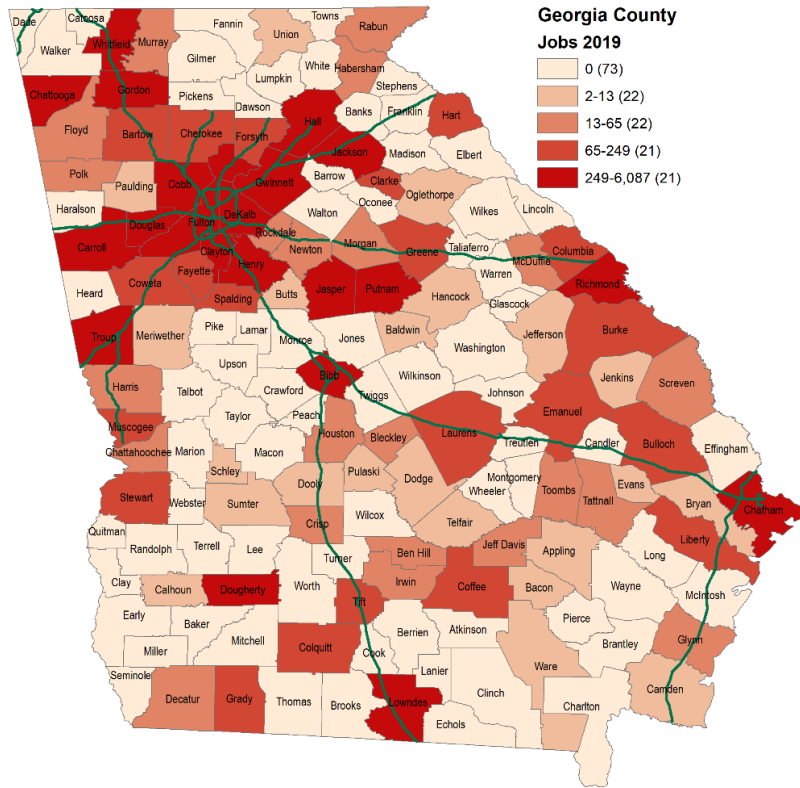 Georgia County
Jobs 2019
0 (73)
2-13 (22)
13-65 (22)
65-249 (21)
249-6,087 (21)
Dade
Catoosa
Fannin
Towns
Rabun
Walker
Whitfield
Murray
Union
Gilmer
White
Habersham
Lumpkin
Stephens
Chattooga
Gordon
Pickens
Dawson
Banks
Franklin
Hart
Hall
Floyd
Bartow
Cherokee
Forsyth
Jackson
Madison
Elbert
Polk
Paulding
Cobb
Gwinnett
Barrow
Clarke
Oglethorpe
Haralson
Douglas
Fulton
DeKalb
Walton
Oconee
Wilkes
Lincoln
Rockdale
Carroll
Clayton
Henry
Newton
Morgan
Greene
Taliaferro
Columbia
McDuffie
Warren
Richmond
Heard
Coweta
Fayette
Spalding
Butts
Jasper
Putnam
Hancock
Glascock
Troup
Meriwether
Pike
Lamar
Monroe
Jones
Baldwin
Washington
Jefferson
Burke
Upson
Bibb
Wilkinson
Jenkins
Screven
Harris
Talbot
Crawford
Twiggs
Johnson
Emanuel
Muscogee
Taylor
Peach
Houston
Bleckley
Laurens
Treutlen
Candler
Bulloch
Effingham
Chattahoochee
Marion
Macon
Schley
Dooly
Pulaski
Dodge
Montgomery
Wheeler
Toombs
Tattnall
Evans
Bryan
Chatham
Stewart
Webster
Sumter
Crisp
Wilcox
Telfair
Liberty
Quitman
Randolph
Terrell
Lee
Turner
Ben Hill
Jeff Davis
Appling
Long
Clay
Calhoun
Dougherty
Worth
Irwin
Coffee
Bacon
Wayne
McIntosh
Early
Baker
Tift
Pierce
Miller
Mitchell
Colquitt
Cook
Berrien
Atkinson
Brantley
Glynn
Seminole
Lanier
Ware
Decatur
Grady
Thomas
Brooks
Lowndes
Clinch
Charlton
Camden
Echols